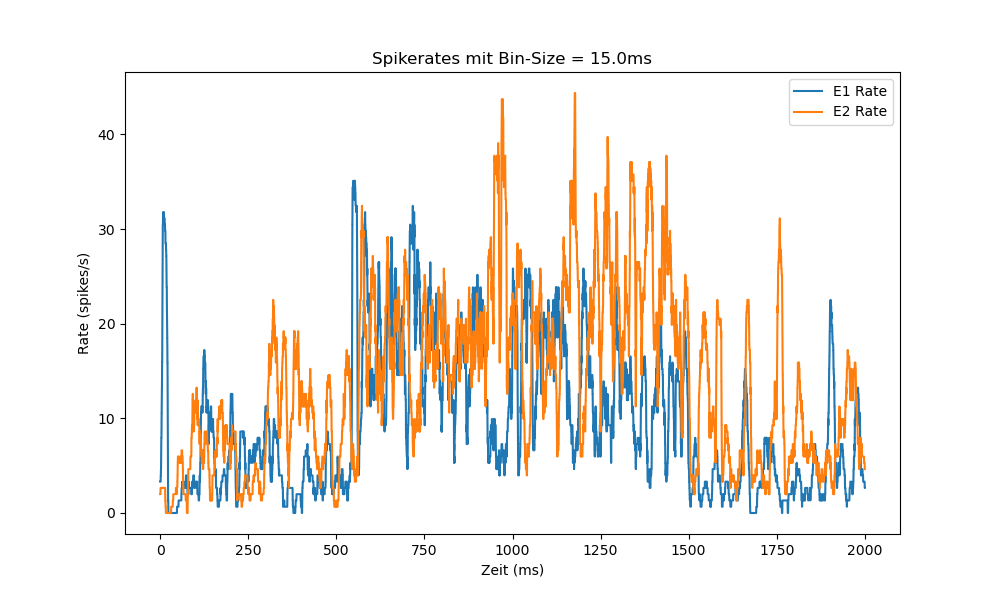 Spikerates mit Bin-Size = 15.0ms
E1 Rate
E2 Rate
Rate (spikes/s)
40
30
20
10
0
0 250 500 750 1000 1250 1500 1750 2000
Zeit (ms)